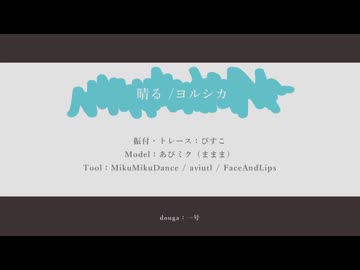 晴る /ヨルシカ
振付・トレース：びすこ
Model：あぴミク（ままま）
Tool：MikuMikuDance / aviutl / FaceAndLips
douga：一号